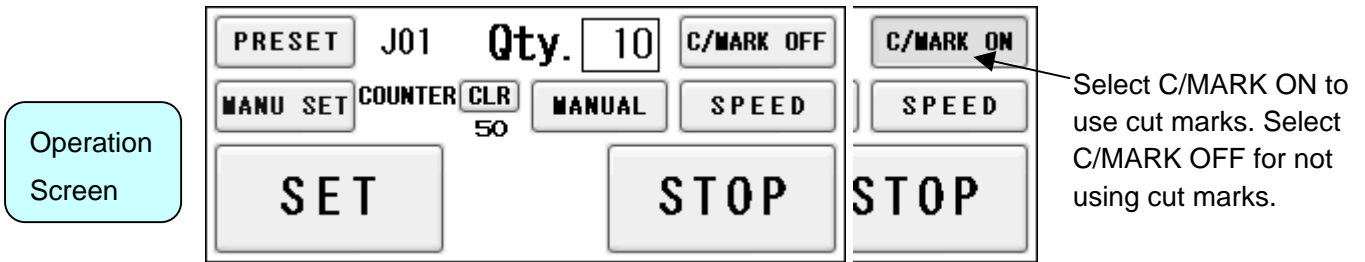 Operation
Screen
PRESET J01 Qty. 10 C/MARK OFF
MANU SET COUNTER CLR MANUAL SPEED
50
SET STOP
C/MARK ON
SPEED
STOP
Select C/MARK ON to
use cut marks. Select
C/MARK OFF for not
using cut marks.